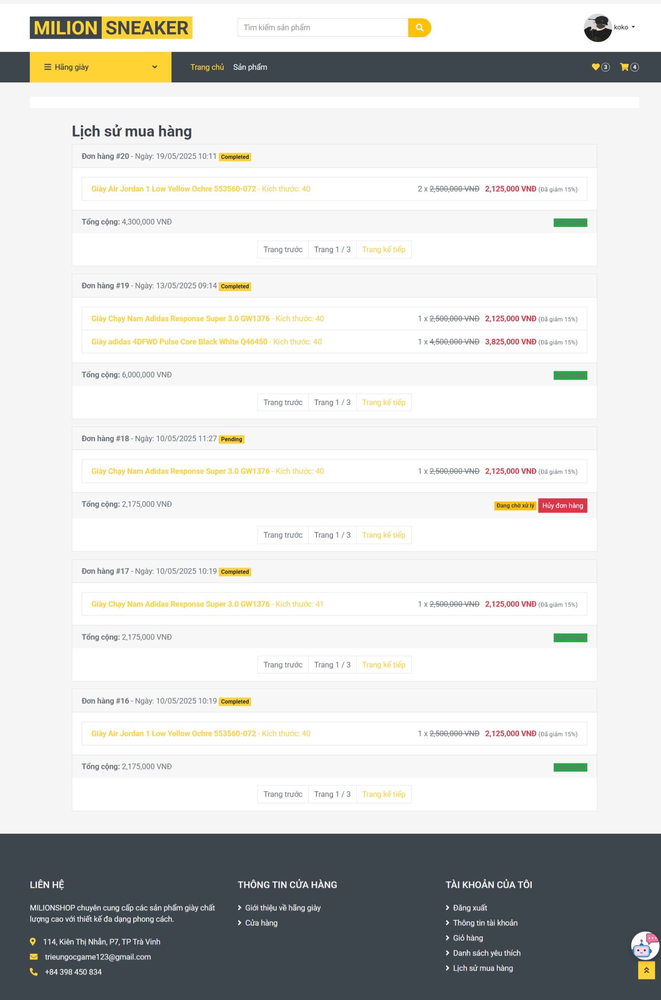 MILION SNEAKER
Tìm kiếm sản phẩm
koko
Hãng giày
Trang chủ
Sản phẩm
3
4
Lịch sử mua hàng
Đơn hàng #20 - Ngày: 19/05/2025 10:11 Completed
Giày Air Jordan 1 Low Yellow Ochre 553560-072 - Kích thước: 40
2 x 2,500,000 VNĐ 2,125,000 VNĐ (Đã giảm 15%)
Tổng cộng: 4,300,000 VNĐ
Trang trước
Trang 1 / 3
Trang kế tiếp
Đơn hàng #19 - Ngày: 13/05/2025 09:14 Completed
Giày Chạy Nam Adidas Response Super 3.0 GW1376 - Kích thước: 40
1 x 2,500,000 VNĐ 2,125,000 VNĐ (Đã giảm 15%)
Giày adidas 4DFWD Pulse Core Black White Q46450 - Kích thước: 40
1 x 4,500,000 VNĐ 3,825,000 VNĐ (Đã giảm 15%)
Tổng cộng: 6,000,000 VNĐ
Trang trước
Trang 1 / 3
Trang kế tiếp
Đơn hàng #18 - Ngày: 10/05/2025 11:27 Pending
Giày Chạy Nam Adidas Response Super 3.0 GW1376 - Kích thước: 40
1 x 2,500,000 VNĐ 2,125,000 VNĐ (Đã giảm 15%)
Tổng cộng: 2,175,000 VNĐ
Đang chờ xử lý
Hủy đơn hàng
Trang trước
Trang 1 / 3
Trang kế tiếp
Đơn hàng #17 - Ngày: 10/05/2025 10:19 Completed
Giày Chạy Nam Adidas Response Super 3.0 GW1376 - Kích thước: 41
1 x 2,500,000 VNĐ 2,125,000 VNĐ (Đã giảm 15%)
Tổng cộng: 2,175,000 VNĐ
Trang trước
Trang 1 / 3
Trang kế tiếp
Đơn hàng #16 - Ngày: 10/05/2025 10:19 Completed
Giày Air Jordan 1 Low Yellow Ochre 553560-072 - Kích thước: 40
1 x 2,500,000 VNĐ 2,125,000 VNĐ (Đã giảm 15%)
Tổng cộng: 2,175,000 VNĐ
Trang trước
Trang 1 / 3
Trang kế tiếp
LIÊN HỆ
MILIONSHOP chuyên cung cấp các sản phẩm giày chất
lượng cao với thiết kế đa dạng phong cách.
114, Kiên Thị Nhẫn, P7, TP Trà Vinh
trieungocgame123@gmail.com
+84 398 450 834
THÔNG TIN CỬA HÀNG
Giới thiệu về hãng giày
Cửa hàng
TÀI KHOẢN CỦA TÔI
Đăng xuất
Thông tin tài khoản
Giỏ hàng
Danh sách yêu thích
Lịch sử mua hàng